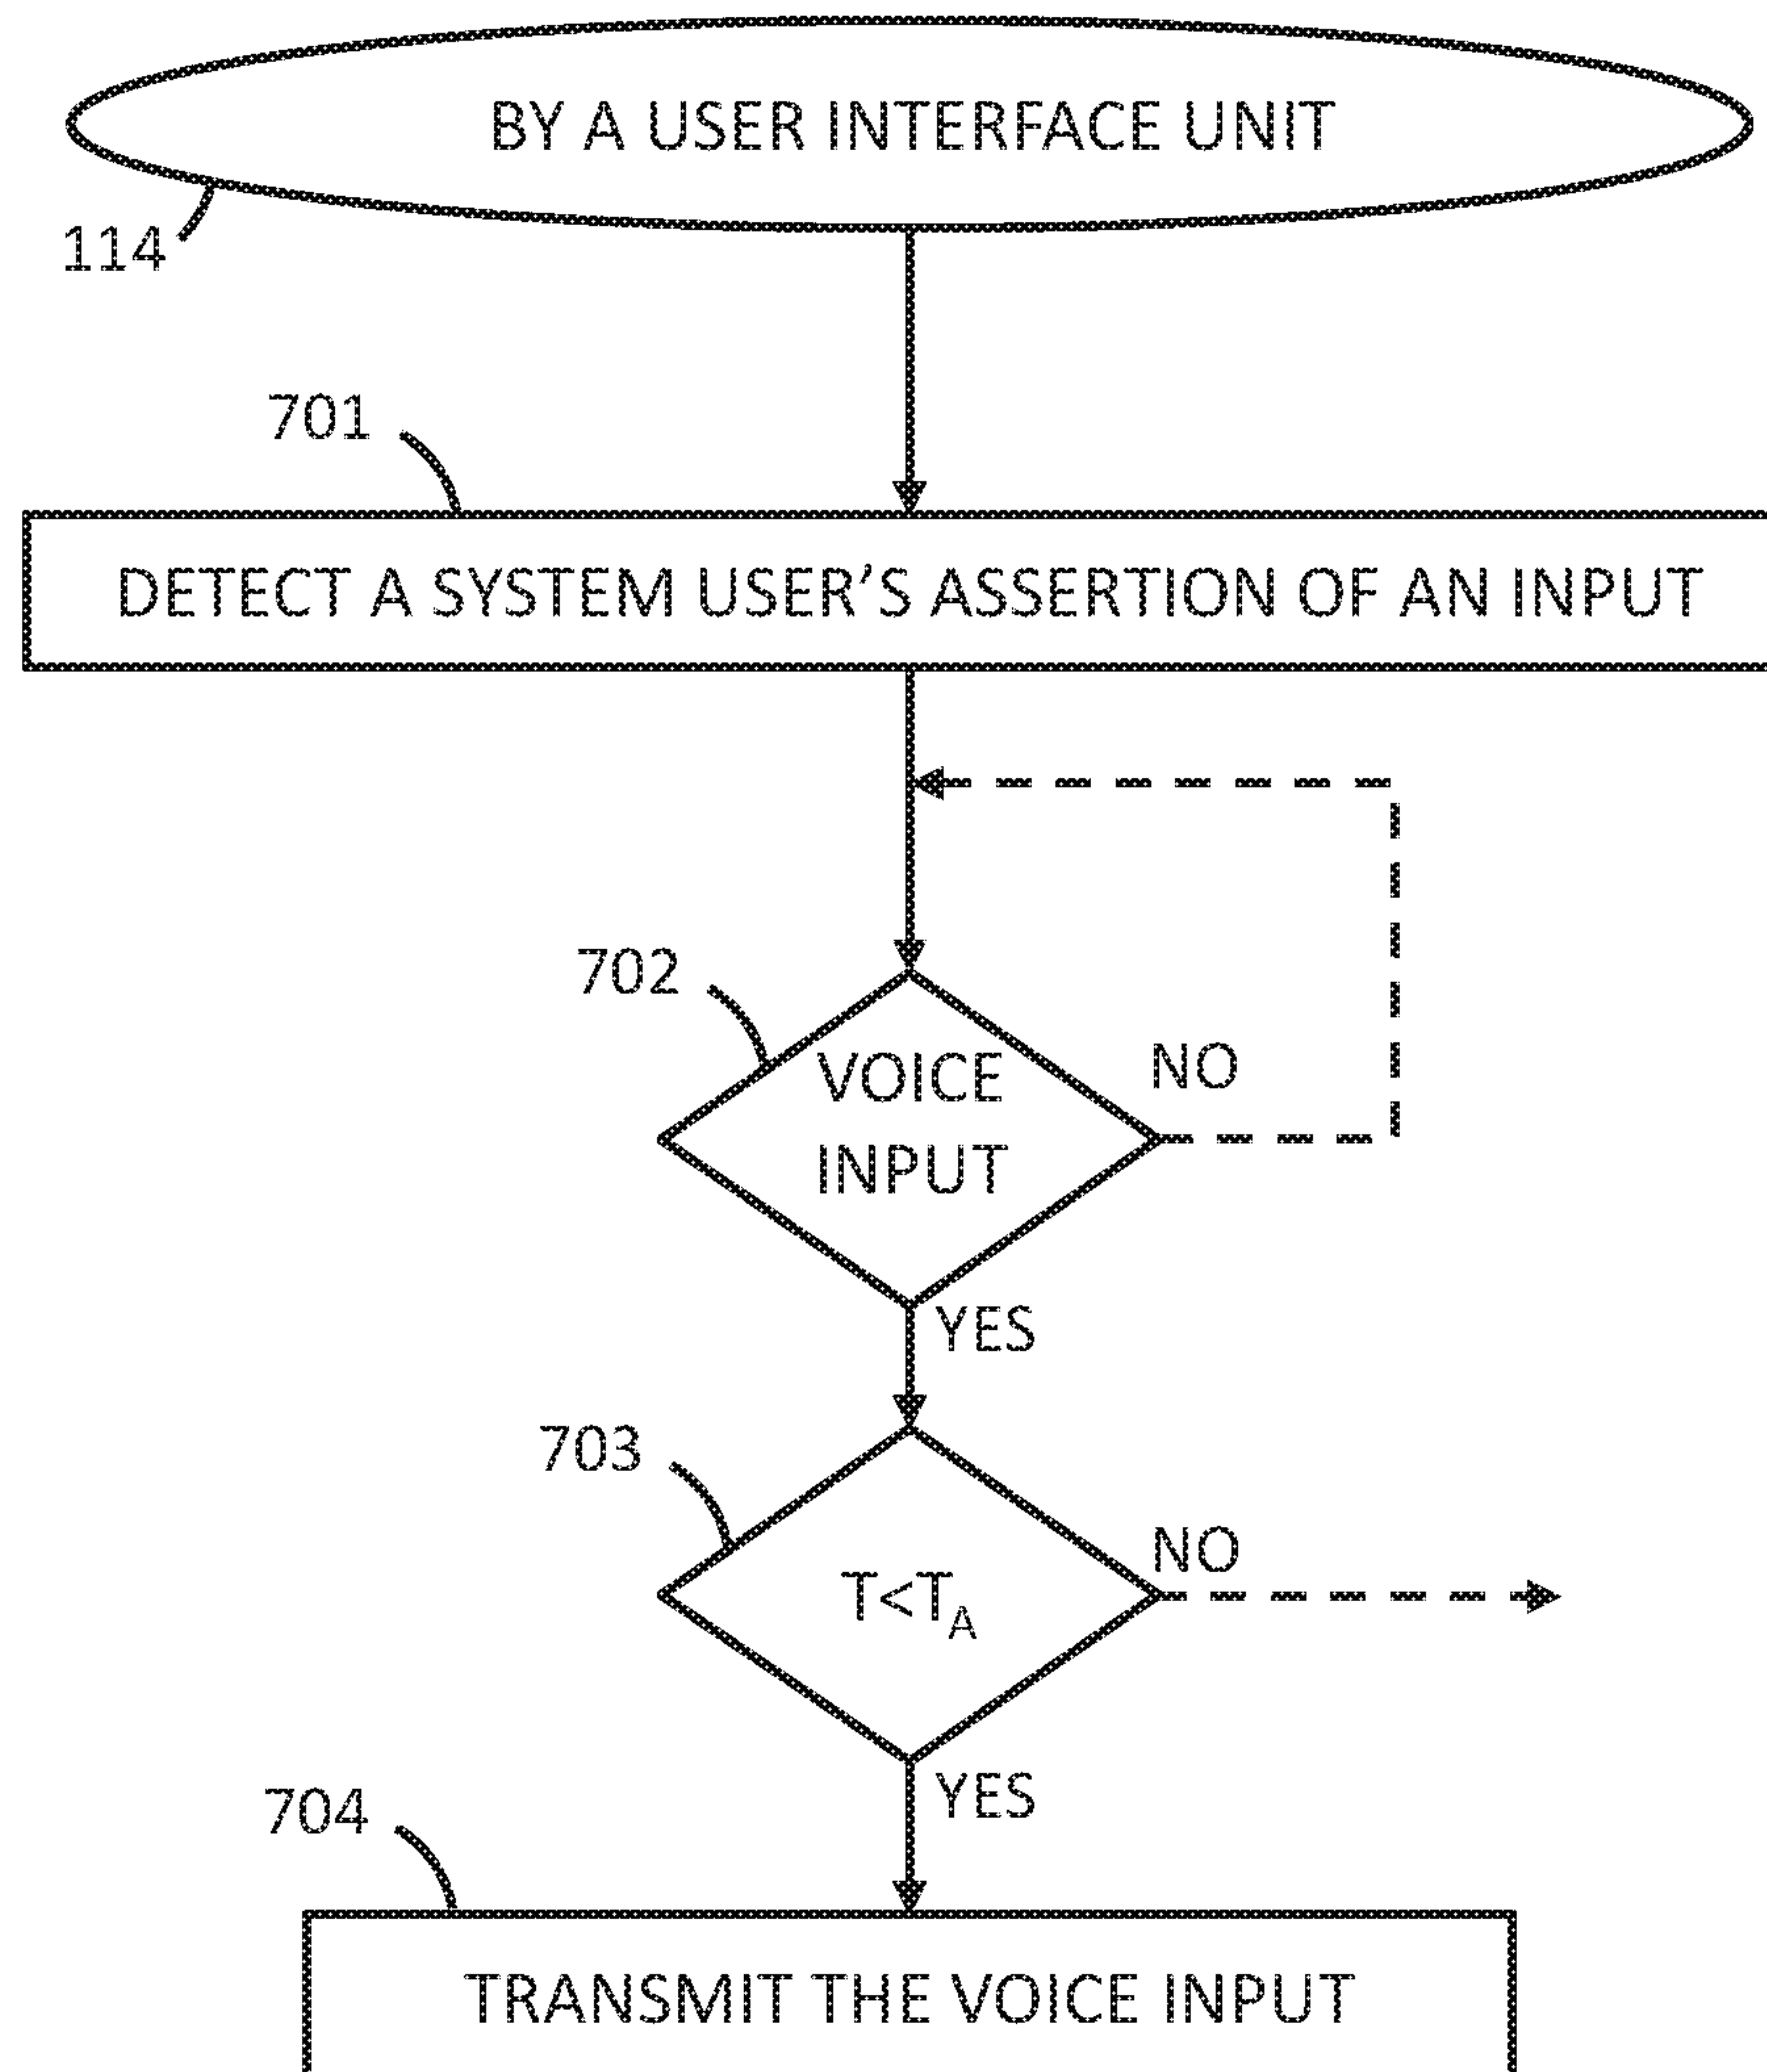 BY A USER INTERFACE UNIT
114
701
DETECT A SYSTEM USER’S ASSERTION OF AN INPUT
702
VOICE
INPUT
NO
YES
703
T<TA
NO
YES
704
TRANSMIT THE VOICE INPUT